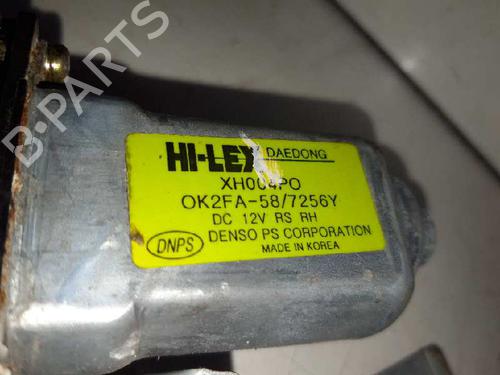 B-PARTS
HI-LEX DAEDONG
XH004PO
OK2FA-58/7256Y
DC 12V RS RH
DNPS DENSO PS CORPORATION
MADE IN KOREA